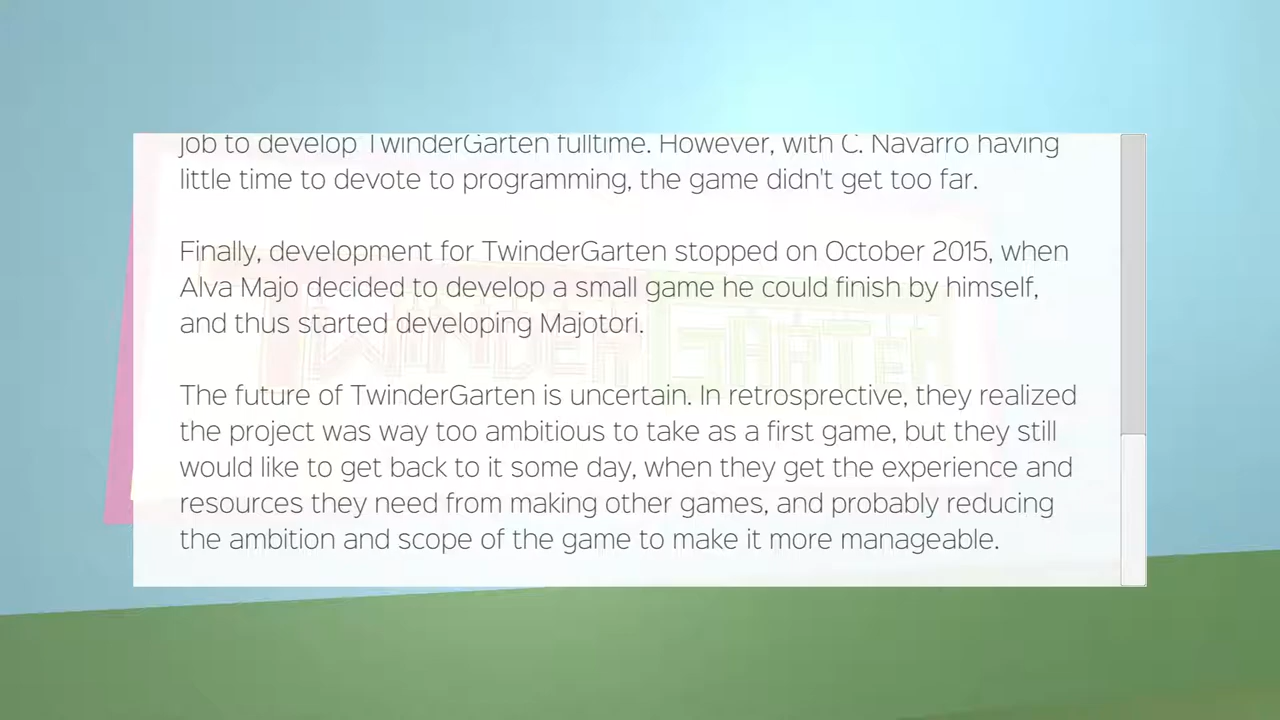 job to develop TwinderGarten fulltime. However, with C. Navarro having
little time to devote to programming, the game didn't get too far.
Finally, development for TwinderGarten stopped on October 2015, when
Alva Majo decided to develop a small game he could finish by himself,
and thus started developing Majotori.
TWINDER GARTEN
The future of TwinderGarten is uncertain. In retrosprective, they realized
the project was way too ambitious to take as a first game, but they still
would like to get back to it some day, when they get the experience and
resources they need from making other games, and probably reducing
the ambition and scope of the game to make it more manageable.